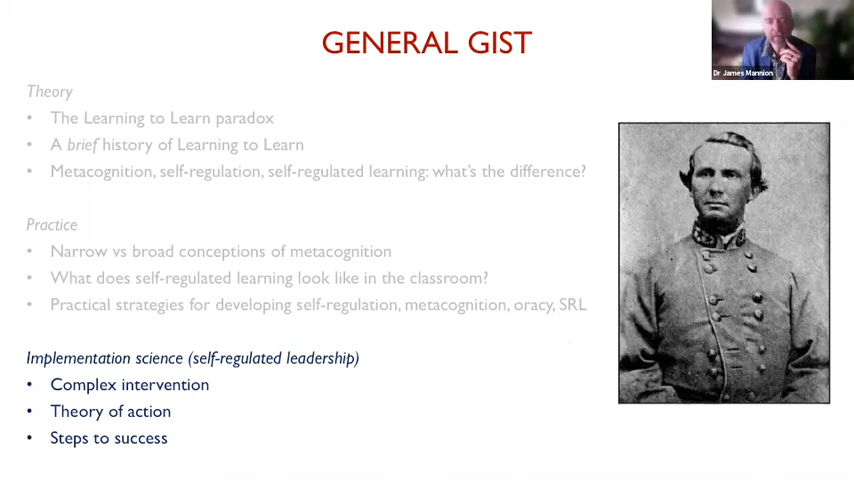 GENERAL GIST
Dr James Mannion
Theory
• The Learning to Learn paradox
• A brief history of Learning to Learn
• Metacognition, self-regulation, self-regulated learning: what's the difference?
Practice
• Narrow vs broad conceptions of metacognition
• What does self-regulated learning look like in the classroom?
• Practical strategies for developing self-regulation, metacognition, oracy, SRL
Implementation science (self-regulated leadership)
• Complex intervention
• Theory of action
• Steps to success